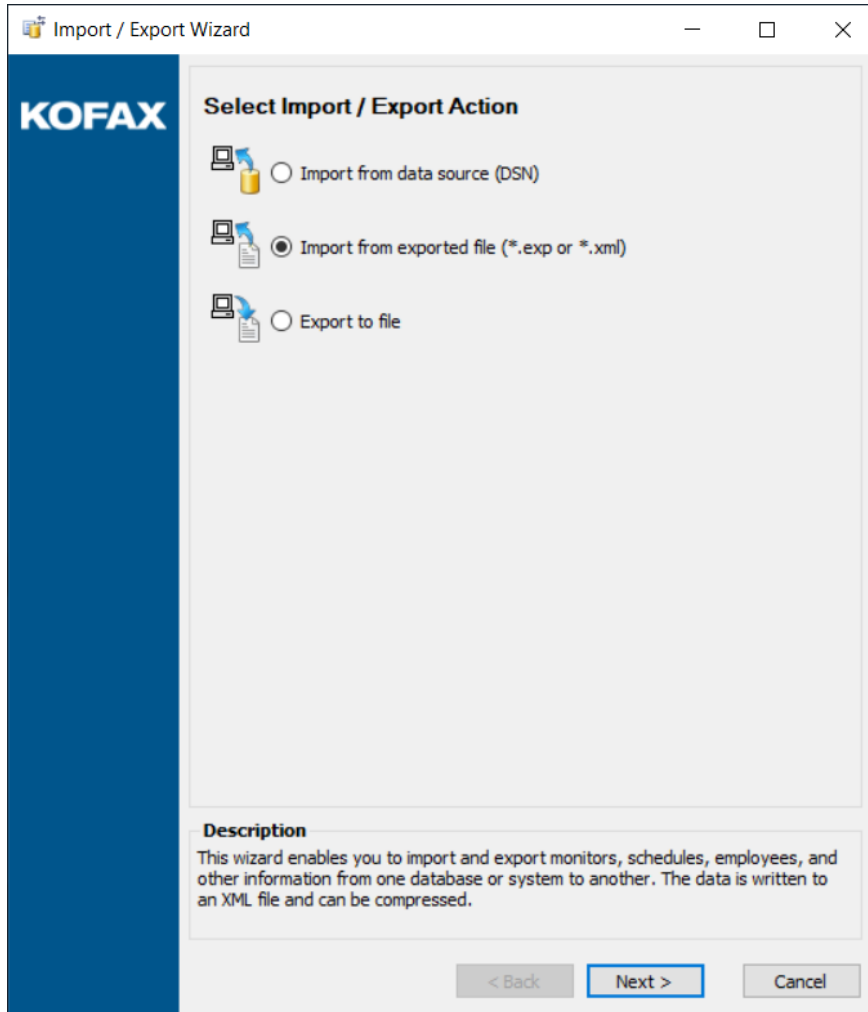 Import / Export Wizard
KOFAX
Select Import / Export Action
Import from data source (DSN)
Import from exported file (*.exp or *.xml)
Export to file
Description
This wizard enables you to import and export monitors, schedules, employees, and
other information from one database or system to another. The data is written to
an XML file and can be compressed.
< Back
Next >
Cancel